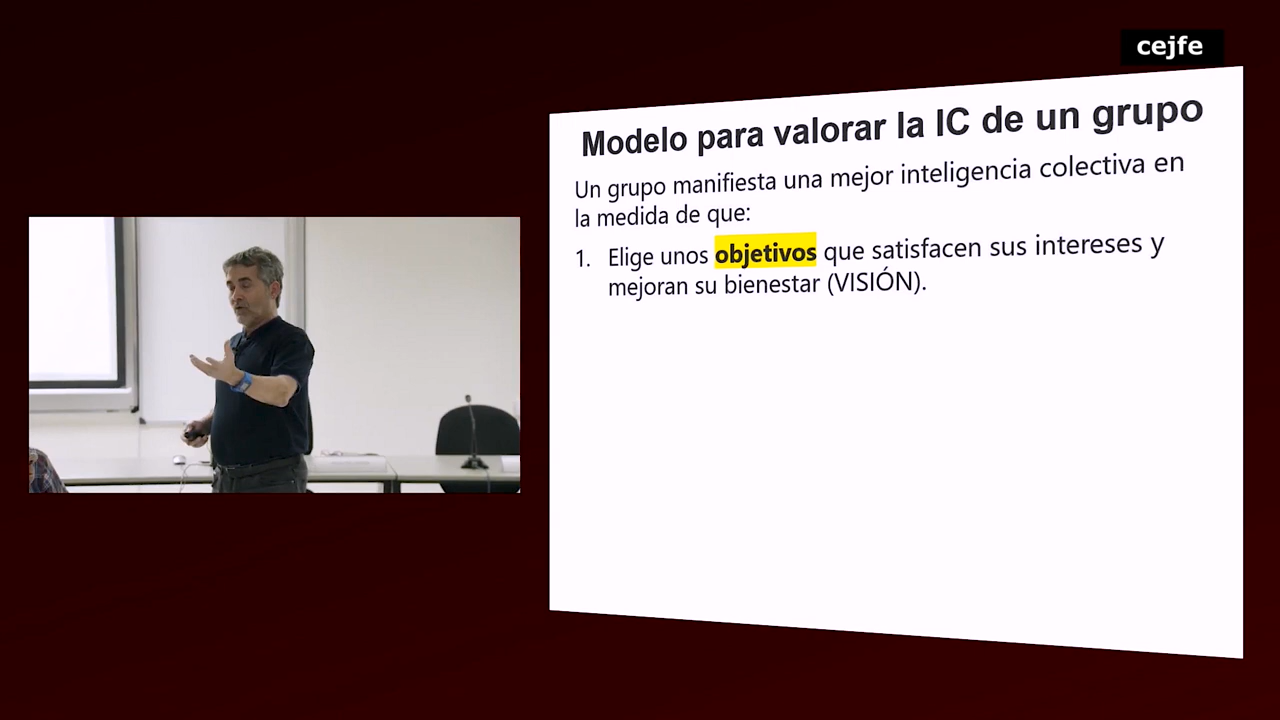 cejfe
Modelo para valorar la IC de un grupo
Un grupo manifiesta una mejor inteligencia colectiva en
la medida de que:
1. Elige unos objetivos que satisfacen sus intereses y
mejoran su bienestar (VISIÓN).